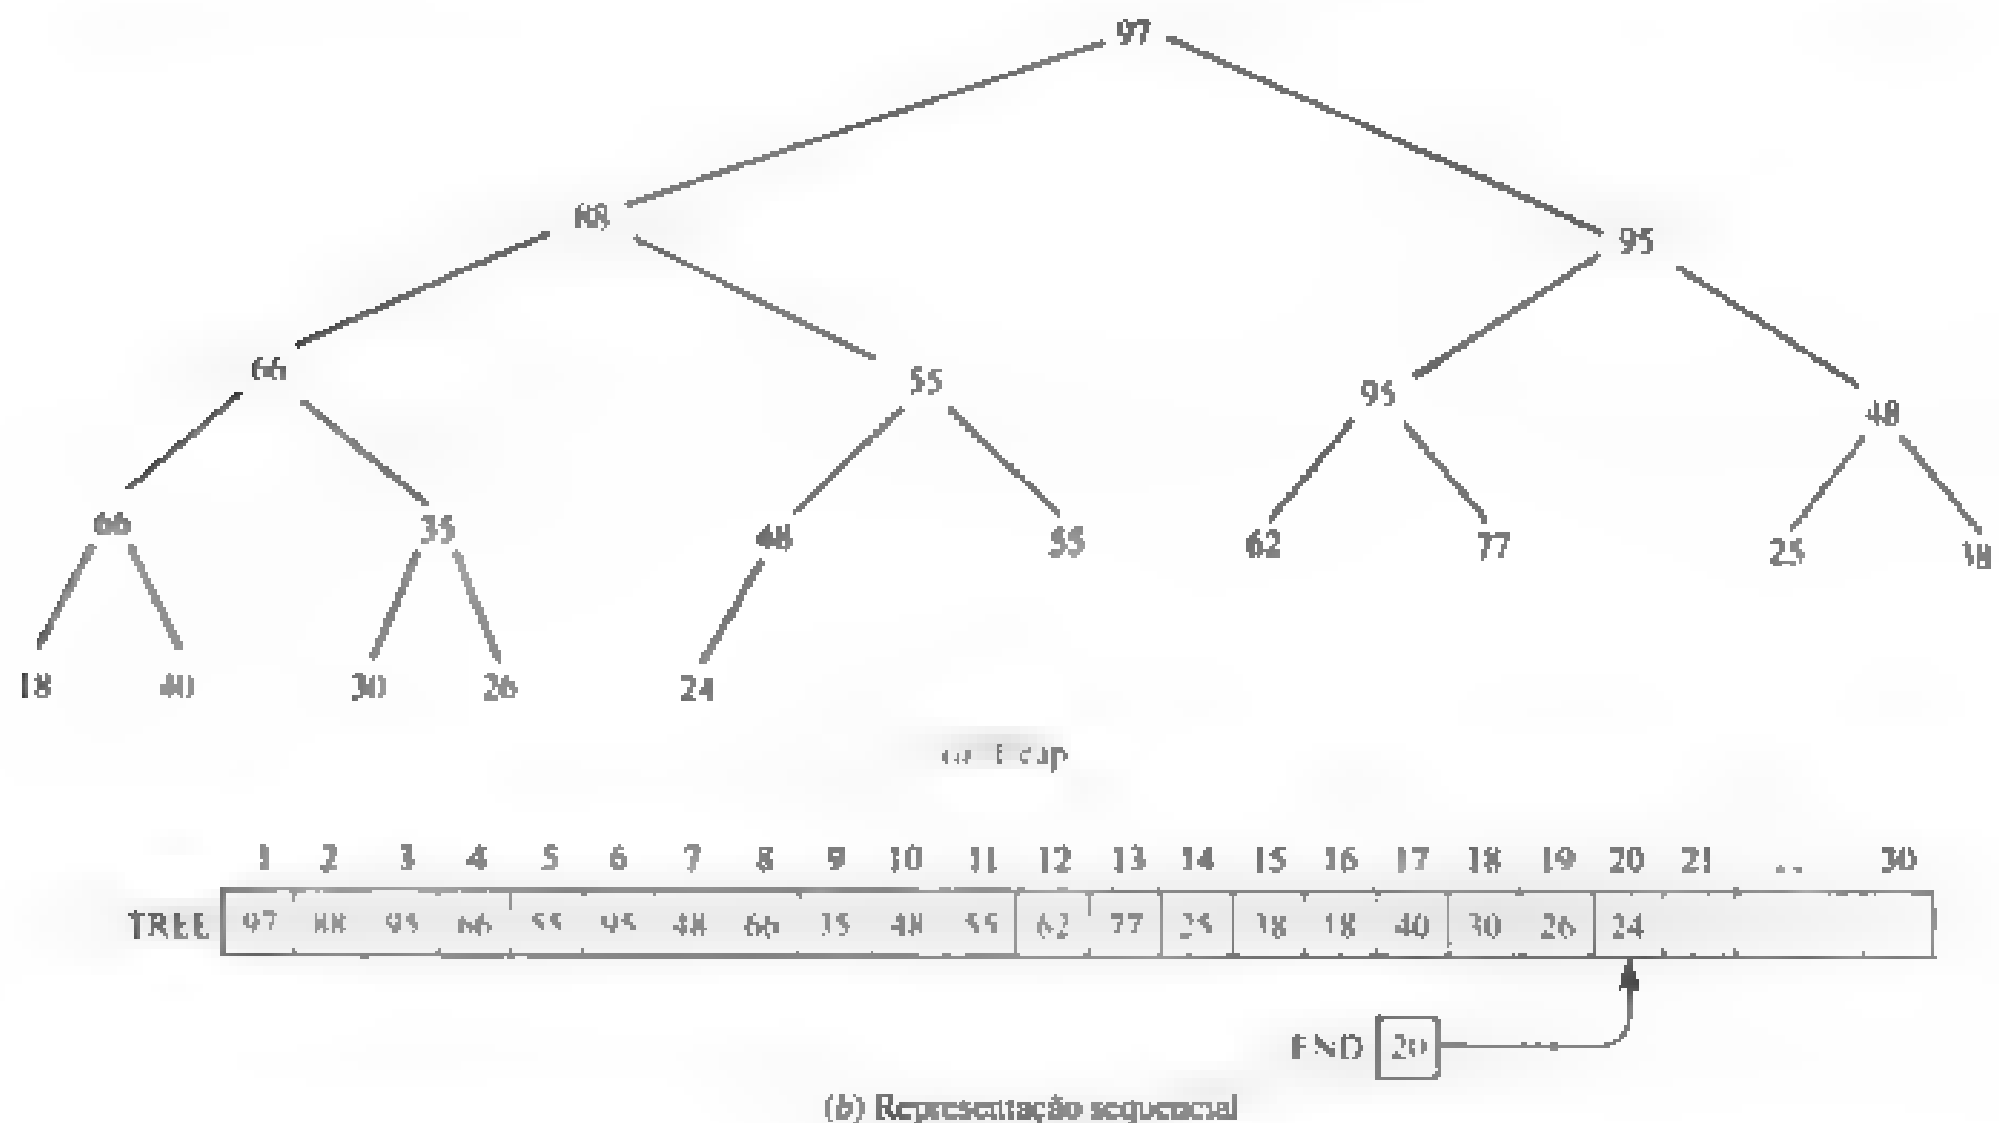 97
88 95
66 55 95 48
66 35 48 55 62 77 25 38
18 40 30 26 24
1 2 3 4 5 6 7 8 9 10 11 12 13 14 15 16 17 18 19 20 21 30
TREE 97 88 95 66 55 95 48 66 35 48 55 62 77 25 38 18 40 30 26 24
END 20
(b) Representação sequencial